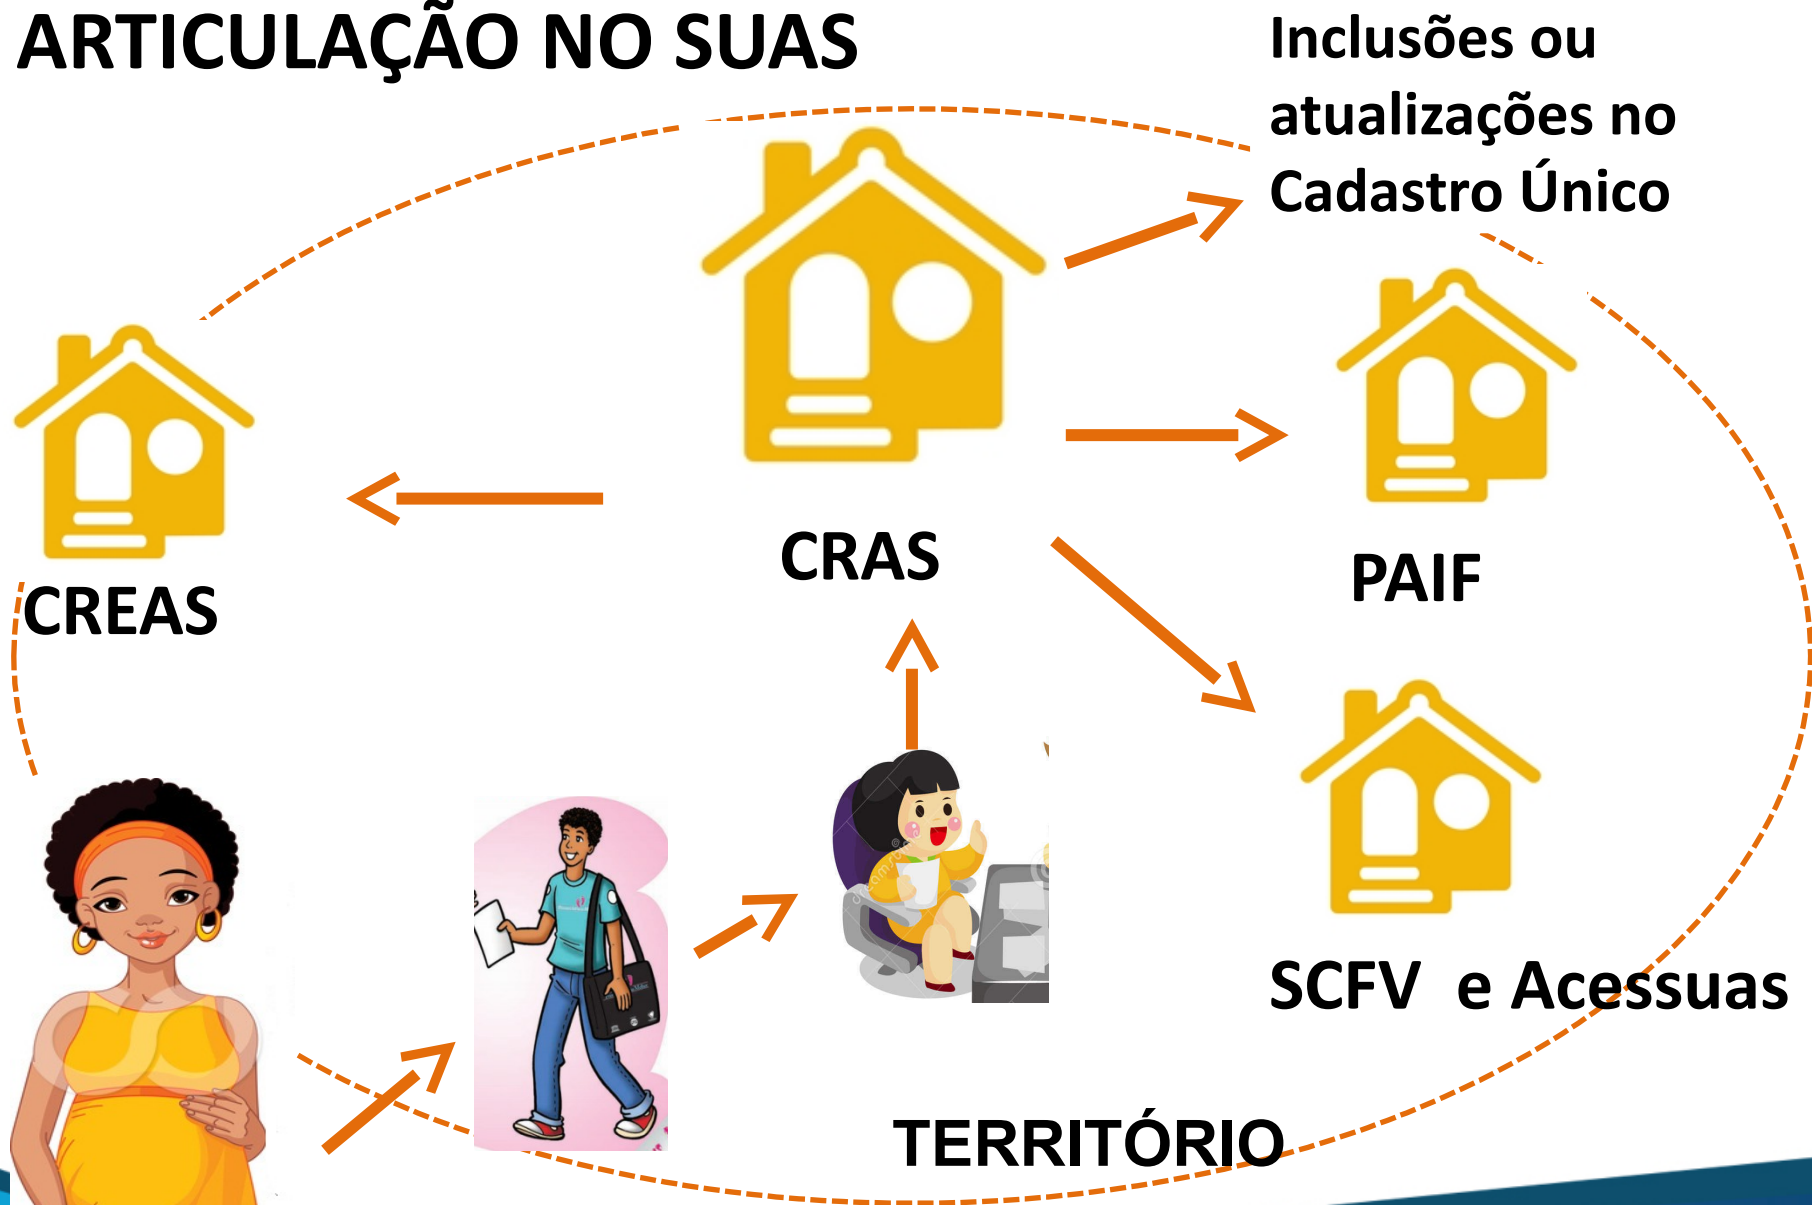 ARTICULAÇÃO NO SUAS
Inclusões ou
atualizações no
Cadastro Único
CRAS
PAIF
CREAS
SCFV e Acessuas
TERRITÓRIO